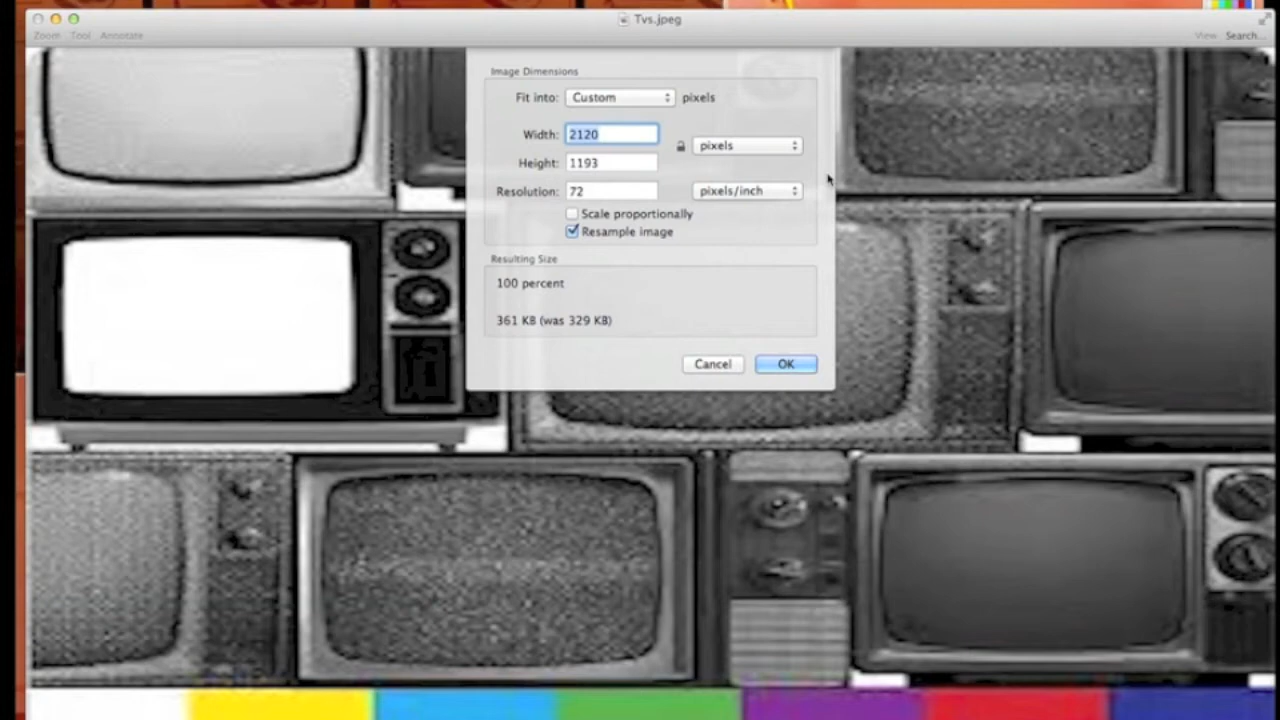 Tvs.jpeg
Zoom Tool Annotate View Search...
Image Dimensions
Fit into: Custom pixels
Width: 2120
pixels
Height: 1193
Resolution: 72 pixels/inch
Scale proportionally
Resample image
Resulting Size
100 percent
361 KB (was 329 KB)
Cancel OK